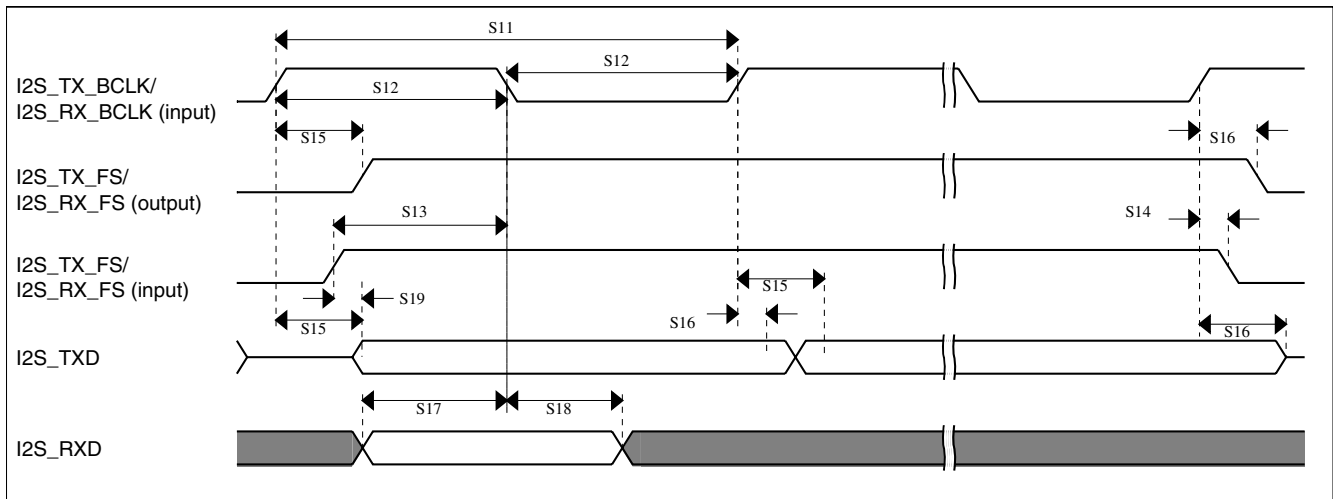 S11
S12
I2S_TX_BCLK/
I2S_RX_BCLK (input)
S12
S15
S16
I2S_TX_FS/
I2S_RX_FS (output)
S13
S14
I2S_TX_FS/
I2S_RX_FS (input)
S15
S19
S15
S16
S16
I2S_TXD
S17
S18
I2S_RXD